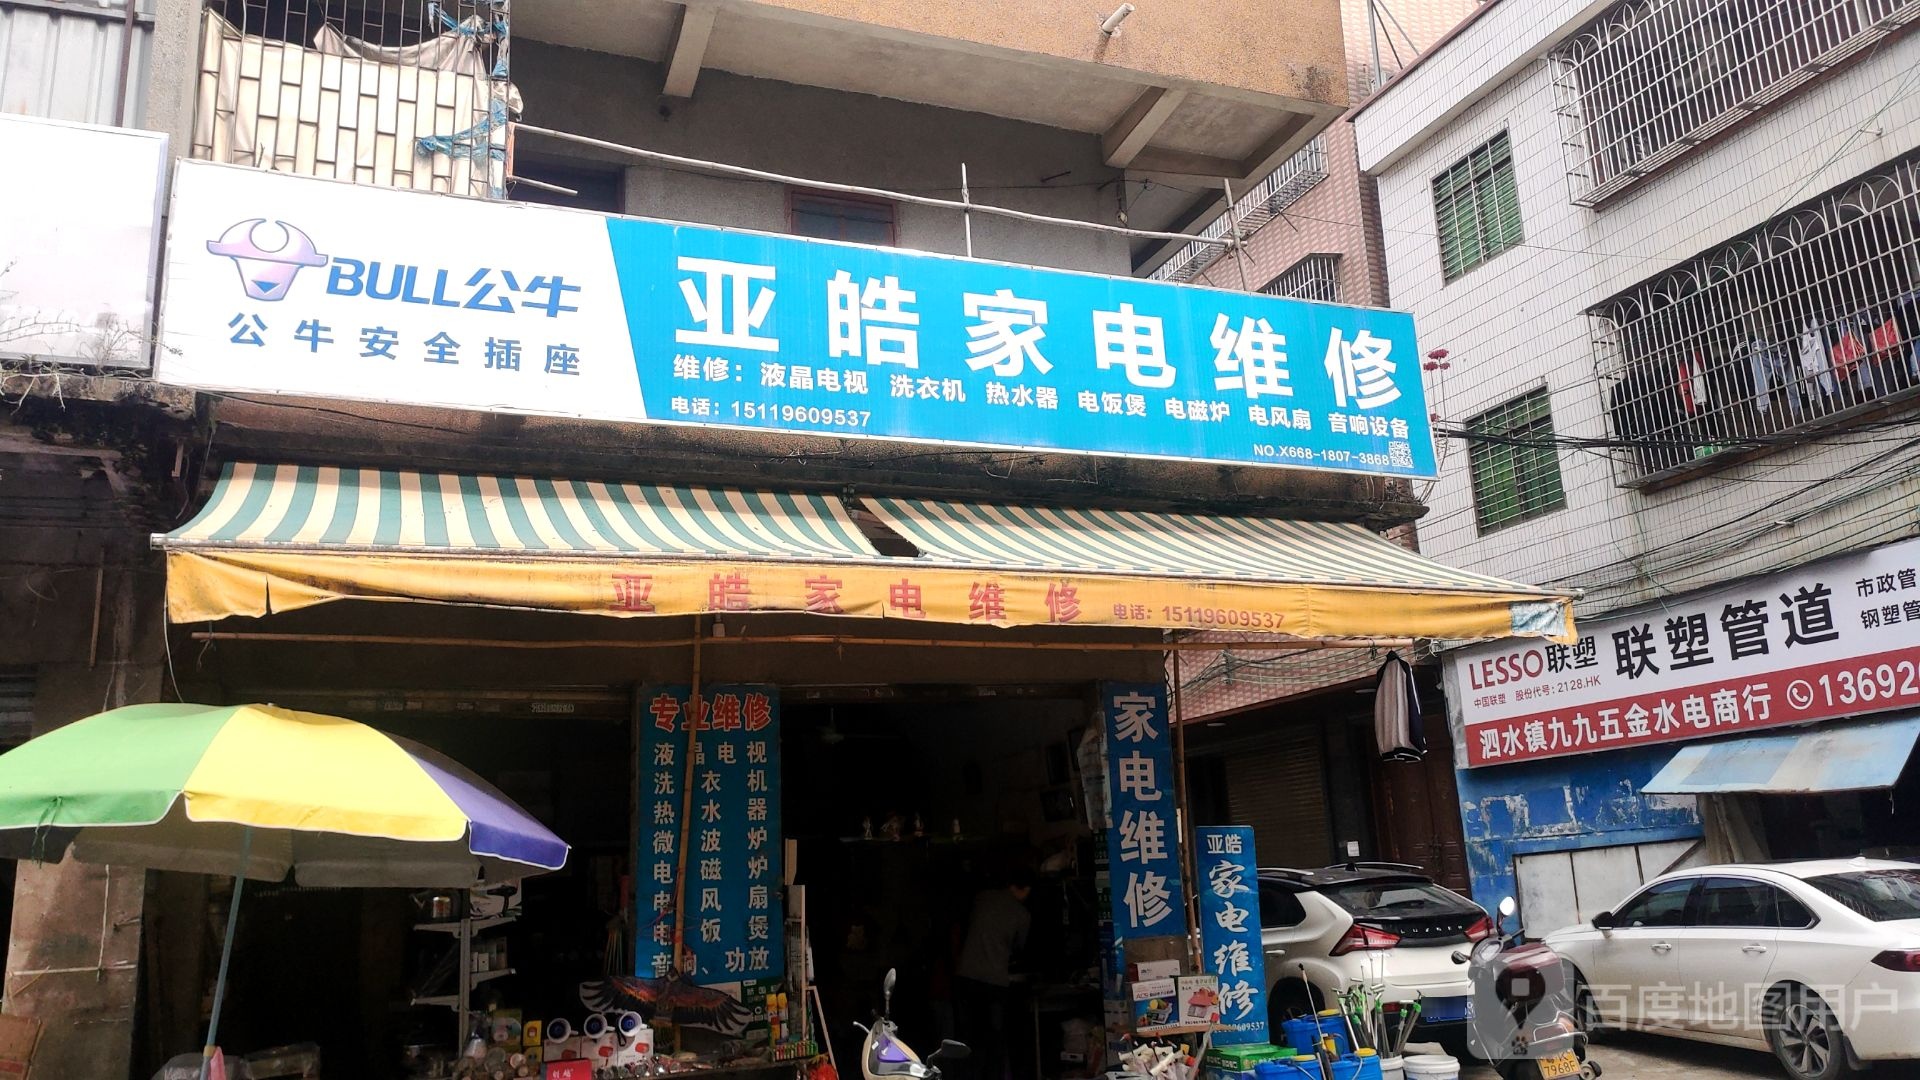 BULL公牛
公牛安全插座
亚皓家电维修
维修：液晶电视 洗衣机 热水器 电饭煲 电磁炉 电风扇 音响设备
电话：15119609537
NO.X668-1807-3868
亚皓家电维修 电话：15119609537
专业维修
液晶电视
洗衣机
热水器
微波炉
电磁炉
电风扇
电饭煲
音响、功放
家电维修
亚皓
家电维修
LESSO联塑 联塑管道
中国联塑 股份代号：2128.HK
市政管
钢塑管
泗水镇九九五金水电商行 13692
百度地图用户